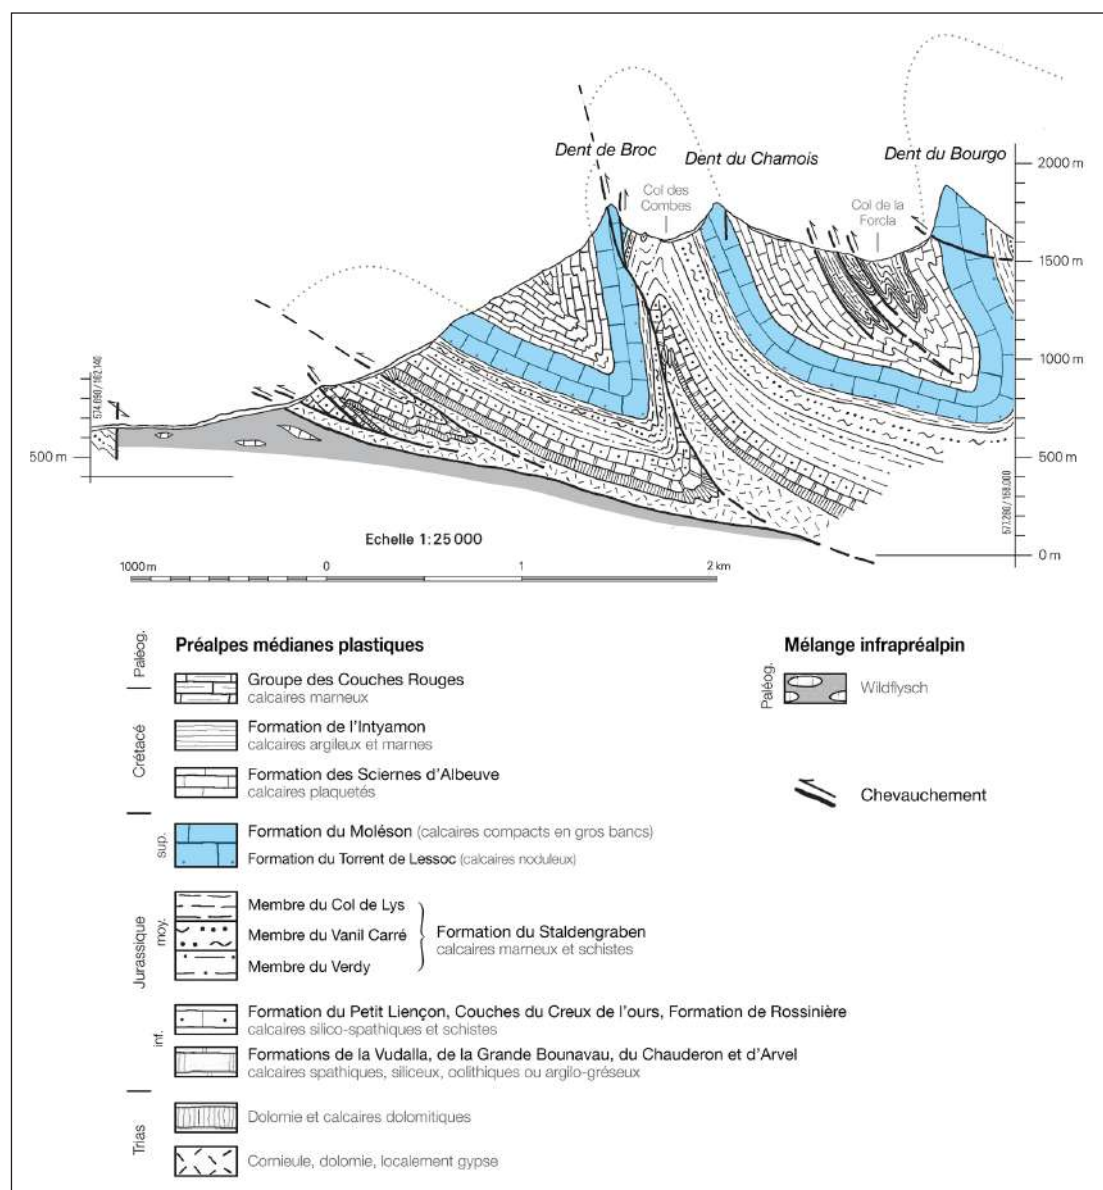 Dent de Broc
Dent du Chamois
Dent du Bourgo
Col des
Combes
Col de la
Forcla
2000 m
1500 m
1000 m
500 m
0 m
500 m
Echelle 1:25 000
1000 m 0 1 2 km
Préalpes médianes plastiques
Mélange infrapréalpin
Paléog.
Groupe des Couches Rouges
calcaires marneux
Paléog.
Wildflysch
Crétacé
Formation de l'Intyamon
calcaires argileux et marnes
Formation des Sciernes d'Albeuve
calcaires plaquetés
Chevauchement
Jurassique
sup.
Formation du Moléson (calcaires compacts en gros bancs)
Formation du Torrent de Lessoc (calcaires noduleux)
moy.
Membre du Col de Lys
Membre du Vanil Carré
Membre du Verdy
Formation du Staldengraben
calcaires marneux et schistes
inf.
Formation du Petit Liençon, Couches du Creux de l'ours, Formation de Rossinière
calcaires silico-spathiques et schistes
Formations de la Vudalla, de la Grande Bounavau, du Chauderon et d'Arvel
calcaires spathiques, siliceux, oolithiques ou argilo-gréseux
Trias
Dolomie et calcaires dolomitiques
Cornieule, dolomie, localement gypse